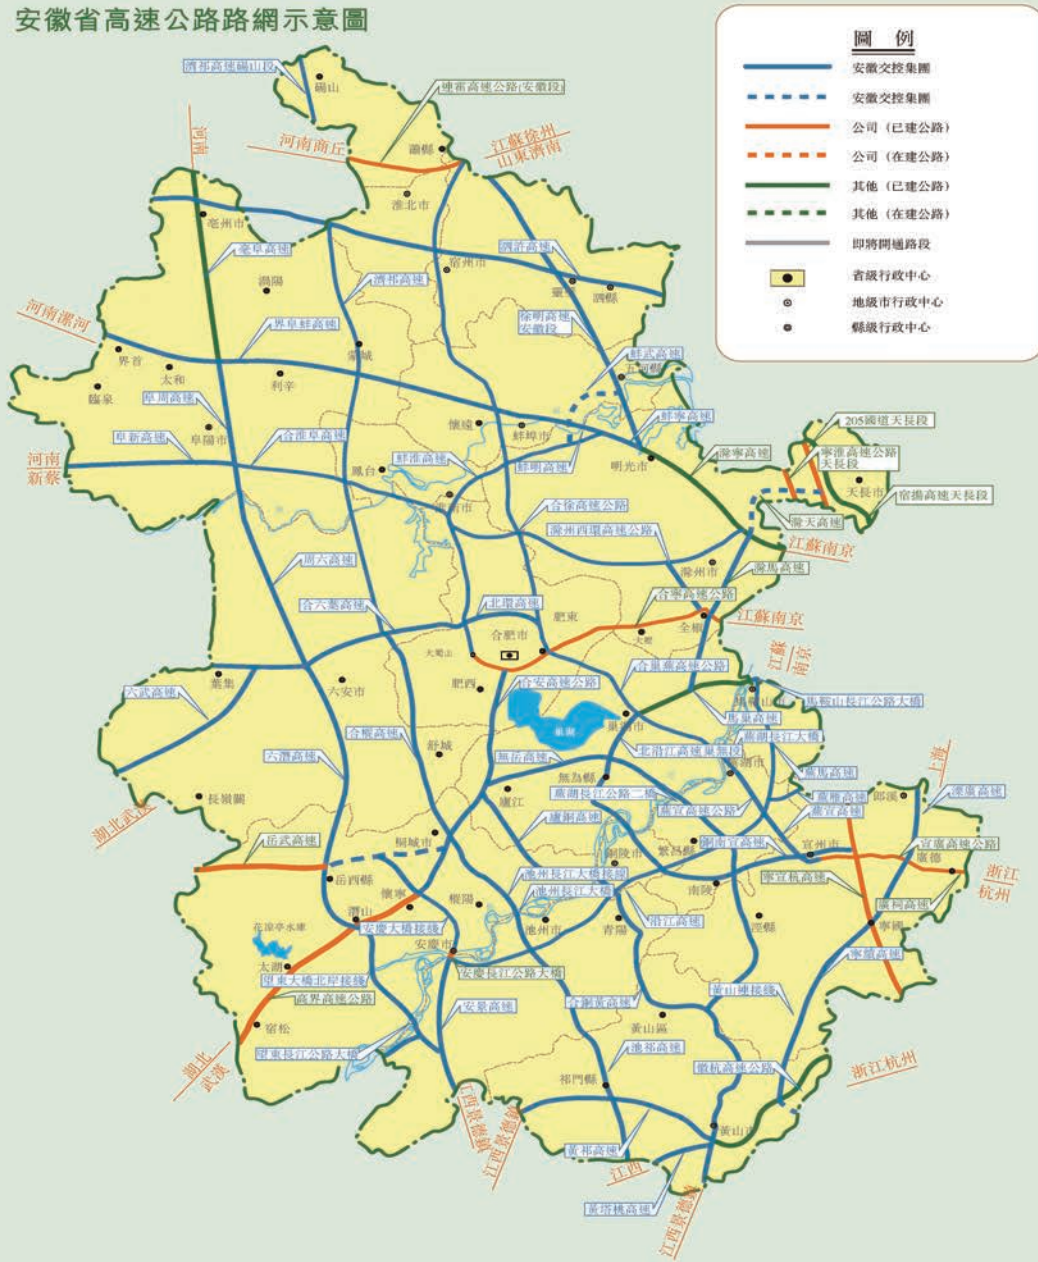 安徽省高速公路路網示意圖
圖 例
安徽交控集團
安徽交控集團
公司（已建公路）
公司（在建公路）
其他（已建公路）
其他（在建公路）
即將開通路段
省級行政中心
地級市行政中心
縣級行政中心
濟祁高速碭山段
碭山
連霍高速公路(安徽段)
河南
河南商丘
蕭縣
江蘇徐州
山東濟南
淮北市
亳州市
亳阜高速
渦陽
濟祁高速
宿州市
泗許高速
泗縣
徐明高速
安徽段
河南漯河
界阜蚌高速
蒙城
蚌武高速
五河縣
界首
太和
利辛
臨泉
阜周高速
阜陽市
阜新高速
合淮阜高速
懷遠
蚌埠市
蚌寧高速
205國道天長段
河南
新蔡
鳳台
蚌淮高速
蚌明高速
明光市
滁寧高速
寧淮高速公路
天長段
天長市
宿揚高速天長段
合徐高速公路
滁州西環高速公路
滁天高速
江蘇南京
周六高速
滁州市
滁馬高速
合六葉高速
北環高速
肥東
合寧高速公路
合肥市
全椒
江蘇南京
大蜀山
江蘇
南京
六武高速
葉集
六安市
肥西
合安高速公路
合巢蕪高速公路
馬鞍山長江公路大橋
巢湖
巢湖市
馬巢高速
合樅高速
北沿江高速巢無段
蕪湖長江大橋
六潛高速
舒城
無岳高速
蕪馬高速
上海
無為縣
蕪湖長江公路二橋
蕪宣高速公路
蕪雁高速
郎溪
溧廣高速
長嶺關
廬江
蕪宣高速
湖北武漢
岳武高速
桐城市
廬銅高速
銅陵市
繁昌縣
銅南宣高速
宣州市
宣廣高速公路
廣德
岳西縣
池州長江大橋接線
池州長江大橋
南陵
寧宣杭高速
浙江
杭州
廣祠高速
懷寧
樅陽
潛山
安慶大橋接綫
池州市
青陽
沿江高速
涇縣
寧國
花涼亭水庫
安慶市
太湖
望東大橋北岸接綫
安慶長江公路大橋
寧績高速
高界高速公路
安景高速
合銅黃高速
黃山連接綫
宿松
黃山區
望東長江公路大橋
池祁高速
湖北
武漢
祁門縣
徽杭高速公路
浙江杭州
江西景德鎮
江西景德鎮
黃祁高速
江西
黃山市
黃塔桃高速
江西景德鎮